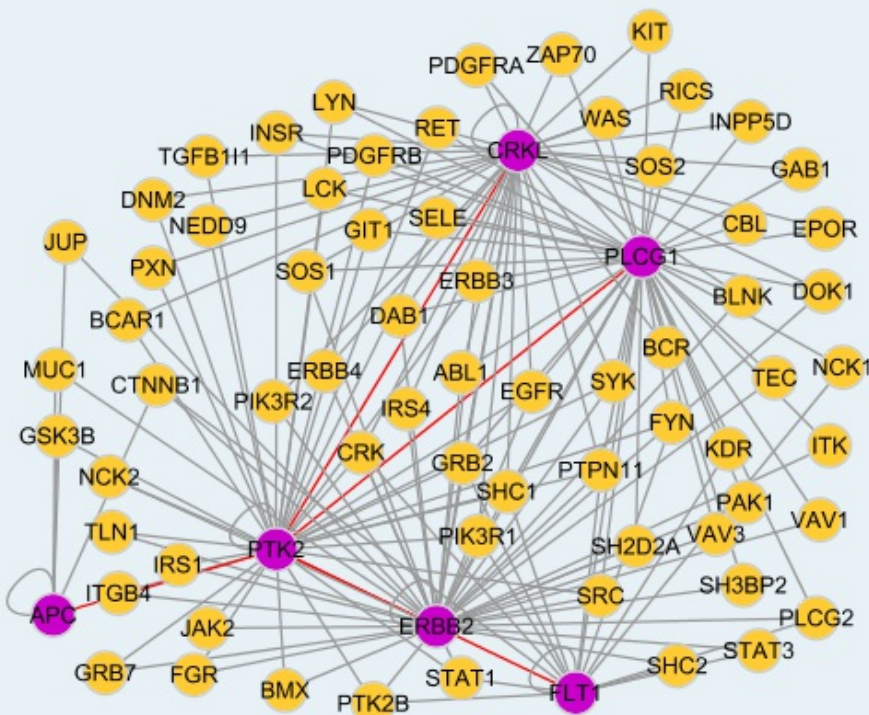 KIT
ZAP70
PDGFRA
LYN
RICS
INSR
RET
WAS
INPP5D
TGFB1I1
PDGFRB
CRKL
SOS2
GAB1
DNM2
LCK
NEDD9
GIT1
SELE
CBL
EPOR
JUP
PXN
SOS1
ERBB3
PLCG1
BLNK
DOK1
BCAR1
DAB1
BCR
MUC1
CTNNB1
ERBB4
ABL1
EGFR
SYK
TEC
NCK1
PIK3R2
IRS4
GSK3B
FYN
KDR
ITK
CRK
GRB2
PTPN11
NCK2
SHC1
PAK1
TLN1
PTK2
PIK3R1
SH2D2A
VAV3
VAV1
IRS1
ITGB4
SRC
SH3BP2
APC
JAK2
ERBB2
PLCG2
GRB7
FGR
BMX
PTK2B
STAT1
FLT1
SHC2
STAT3